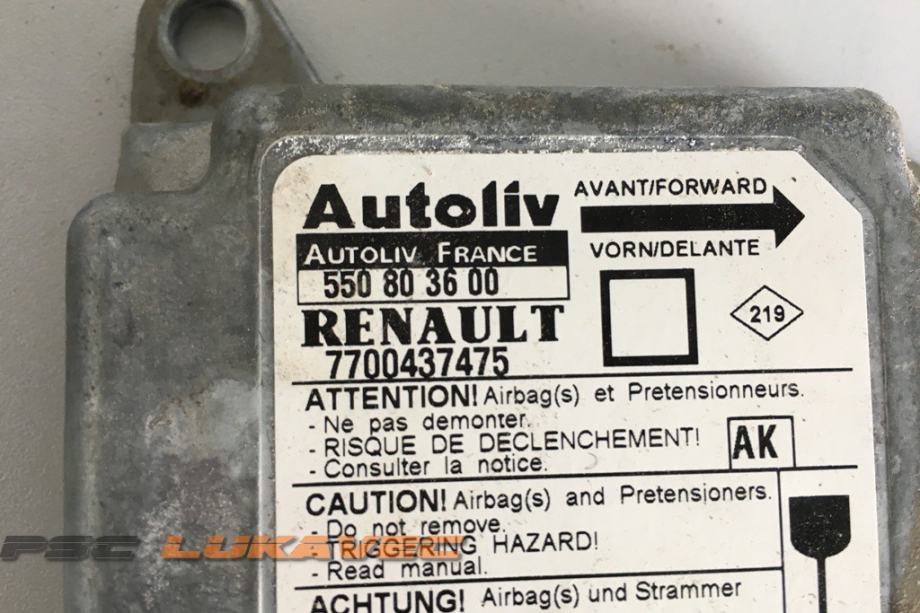 Autoliv
AVANT/FORWARD
AUTOLIV FRANCE
VORN/DELANTE
550 80 36 00
RENAULT
219
7700437475
ATTENTION! Airbag(s) et Pretensionneurs.
- Ne pas demonter.
- RISQUE DE DECLENCHEMENT!
- Consulter la notice.
AK
CAUTION! Airbag(s) and Pretensioners.
- Do not remove.
- TRIGGERING HAZARD!
- Read manual.
PSC LUKAVEC
ACHTUNG! Airbag(s) und Strammer